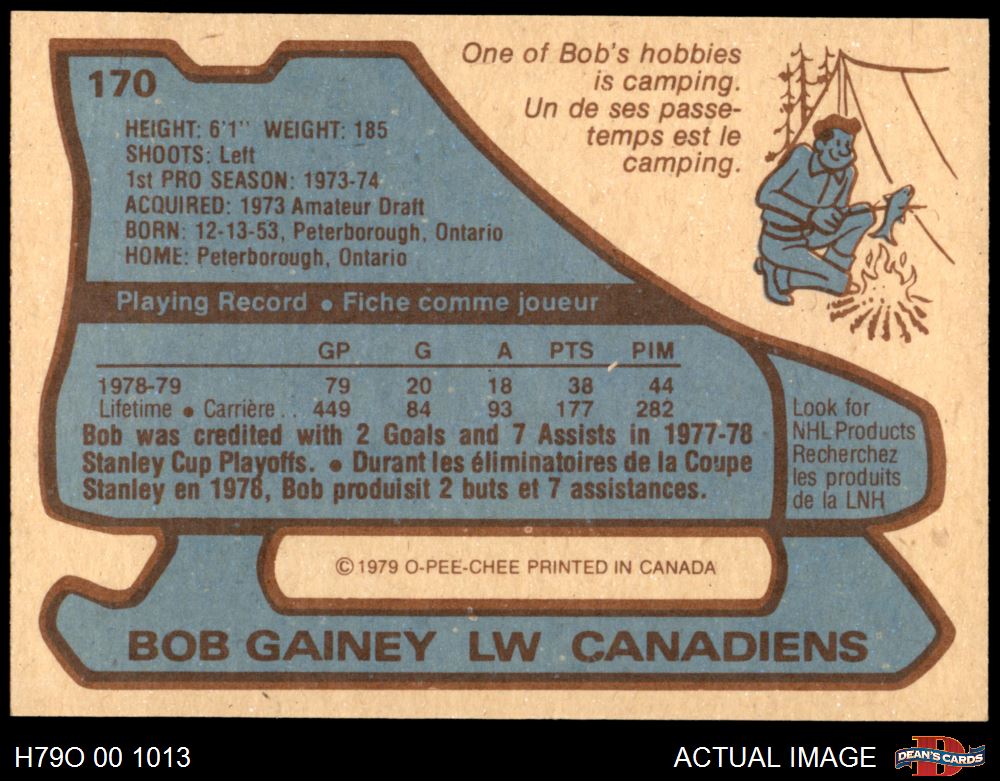 170
One of Bob's hobbies
is camping.
Un de ses passe-
temps est le
camping.
HEIGHT: 6'1" WEIGHT: 185
SHOOTS: Left
1st PRO SEASON: 1973-74
ACQUIRED: 1973 Amateur Draft
BORN: 12-13-53, Peterborough, Ontario
HOME: Peterborough, Ontario
Playing Record • Fiche comme joueur
GP G A PTS PIM
1978-79 79 20 18 38 44
Lifetime • Carrière .. 449 84 93 177 282
Bob was credited with 2 Goals and 7 Assists in 1977-78
Stanley Cup Playoffs. • Durant les éliminatoires de la Coupe
Stanley en 1978, Bob produisit 2 buts et 7 assistances.
Look for
NHL Products
Recherchez
les produits
de la LNH
©1979 O-PEE-CHEE PRINTED IN CANADA
BOB GAINEY LW CANADIENS
H79O 00 1013
ACTUAL IMAGE
D
DEAN'S CARDS